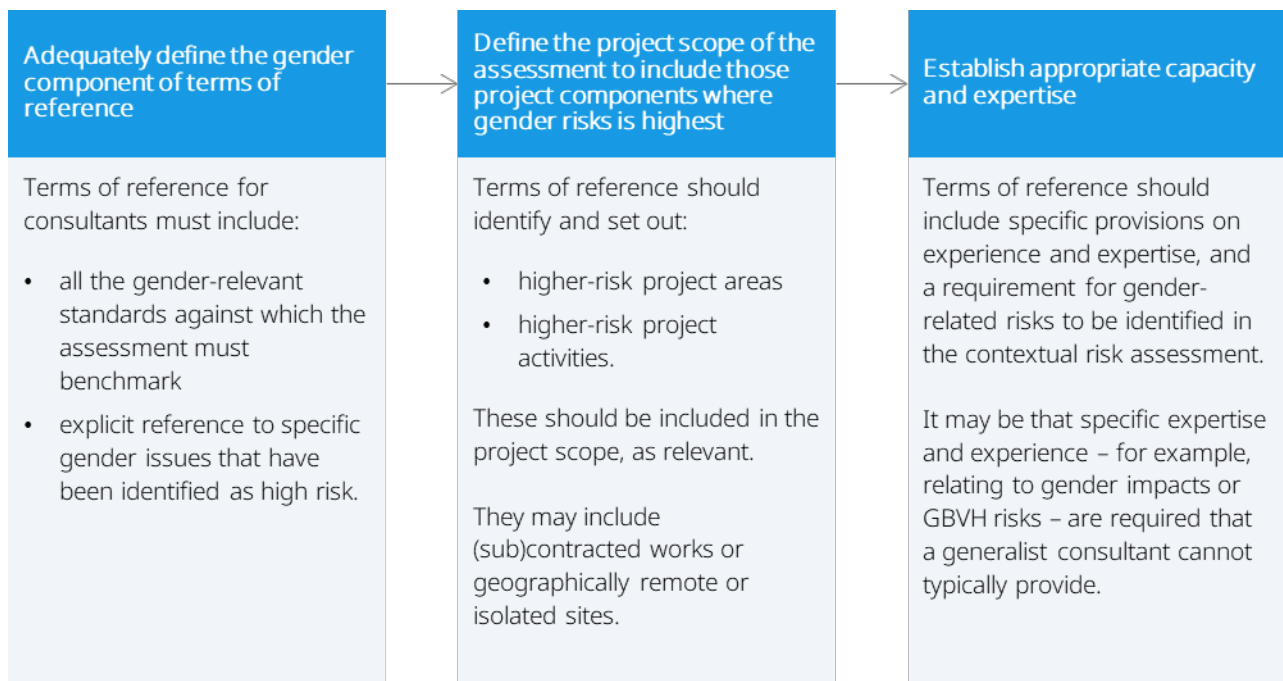 Adequately define the gender
component of terms of
reference
Terms of reference for
consultants must include:
• all the gender-relevant
standards against which the
assessment must
benchmark
• explicit reference to specific
gender issues that have
been identified as high risk.
Define the project scope of the
assessment to include those
project components where
gender risks is highest
Terms of reference should
identify and set out:
• higher-risk project areas
• higher-risk project
activities.
These should be included in the
project scope, as relevant.
They may include
(sub)contracted works or
geographically remote or
isolated sites.
Establish appropriate capacity
and expertise
Terms of reference should
include specific provisions on
experience and expertise, and
a requirement for gender-
related risks to be identified in
the contextual risk assessment.
It may be that specific expertise
and experience – for example,
relating to gender impacts or
GBVH risks – are required that
a generalist consultant cannot
typically provide.